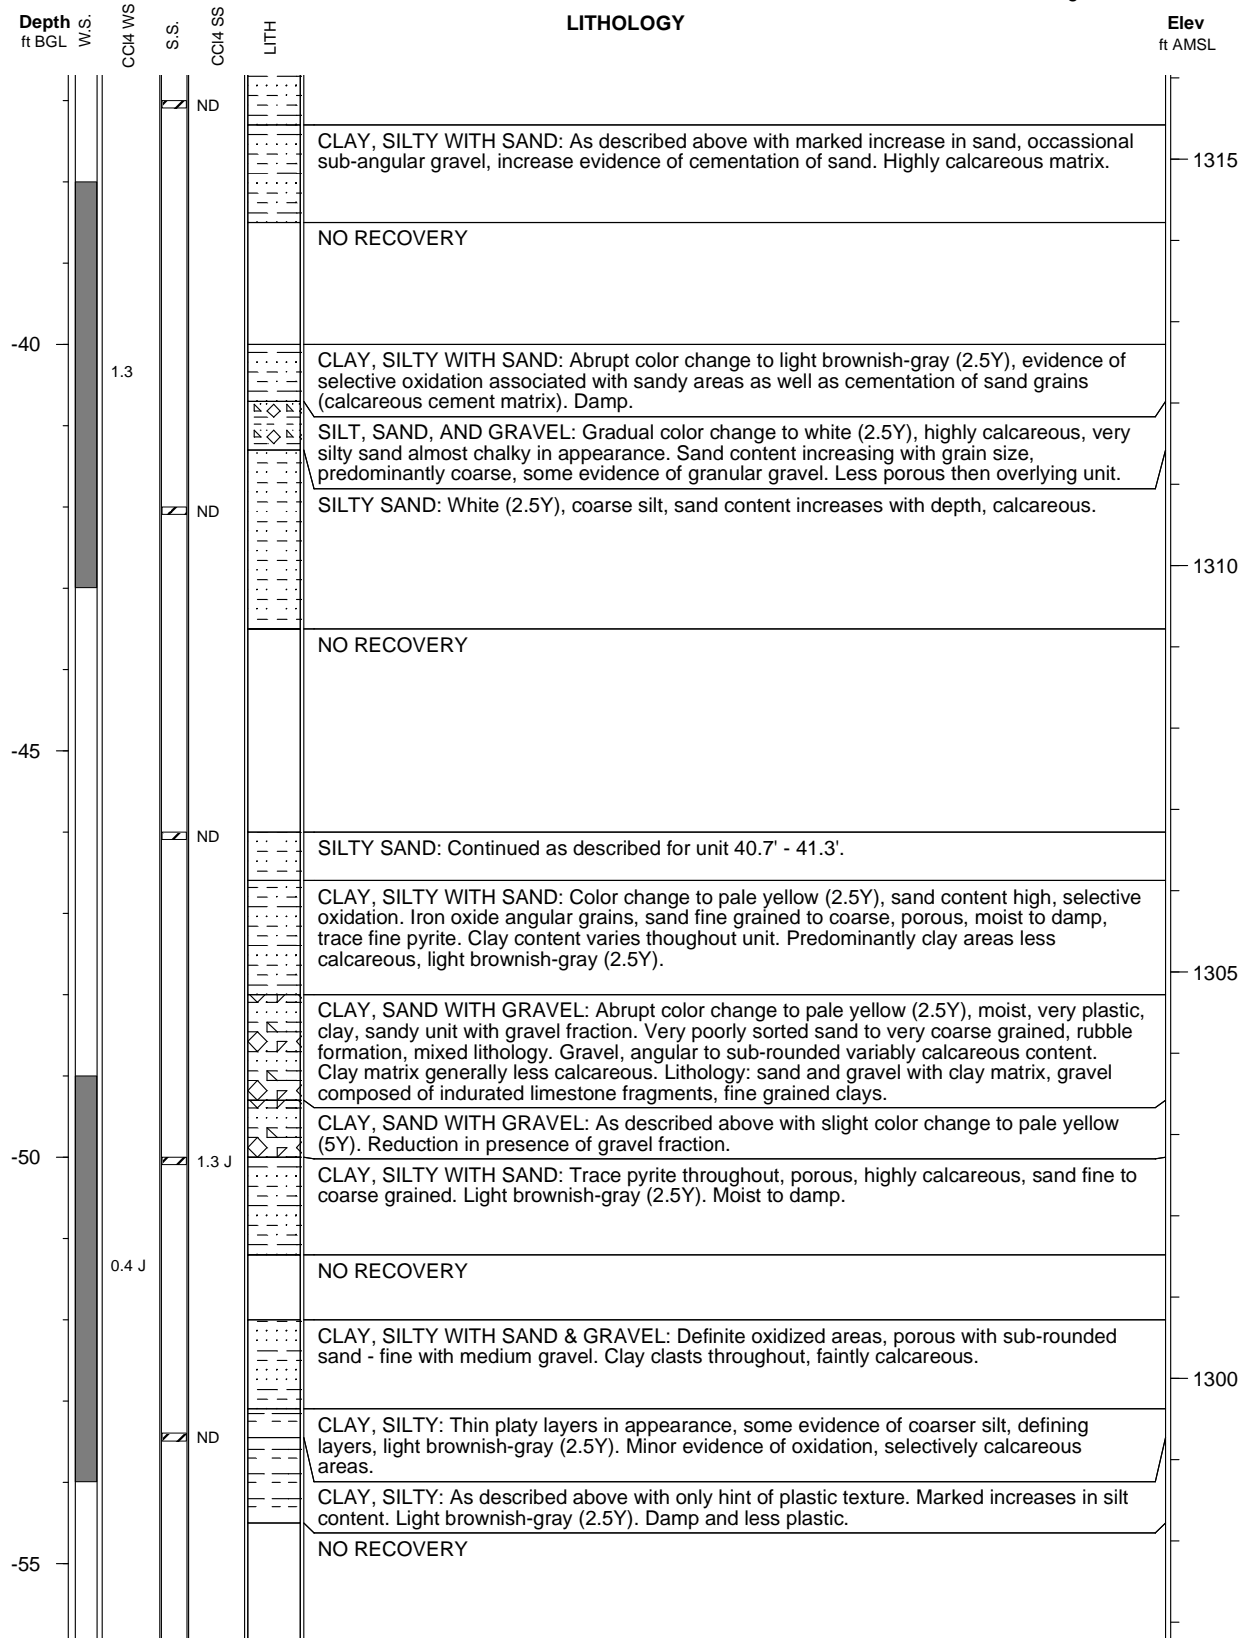 Depth
ft BGL
W.S.
CCl4 WS
S.S.
CCl4 SS
LITH
LITHOLOGY
Elev
ft AMSL
ND
CLAY, SILTY WITH SAND: As described above with marked increase in sand, occassional
sub-angular gravel, increase evidence of cementation of sand. Highly calcareous matrix.
1315
NO RECOVERY
-40
1.3
CLAY, SILTY WITH SAND: Abrupt color change to light brownish-gray (2.5Y), evidence of
selective oxidation associated with sandy areas as well as cementation of sand grains
(calcareous cement matrix). Damp.
SILT, SAND, AND GRAVEL: Gradual color change to white (2.5Y), highly calcareous, very
silty sand almost chalky in appearance. Sand content increasing with grain size,
predominantly coarse, some evidence of granular gravel. Less porous then overlying unit.
ND
SILTY SAND: White (2.5Y), coarse silt, sand content increases with depth, calcareous.
1310
NO RECOVERY
-45
ND
SILTY SAND: Continued as described for unit 40.7' - 41.3'.
CLAY, SILTY WITH SAND: Color change to pale yellow (2.5Y), sand content high, selective
oxidation. Iron oxide angular grains, sand fine grained to coarse, porous, moist to damp,
trace fine pyrite. Clay content varies thoughout unit. Predominantly clay areas less
calcareous, light brownish-gray (2.5Y).
1305
CLAY, SAND WITH GRAVEL: Abrupt color change to pale yellow (2.5Y), moist, very plastic,
clay, sandy unit with gravel fraction. Very poorly sorted sand to very coarse grained, rubble
formation, mixed lithology. Gravel, angular to sub-rounded variably calcareous content.
Clay matrix generally less calcareous. Lithology: sand and gravel with clay matrix, gravel
composed of indurated limestone fragments, fine grained clays.
CLAY, SAND WITH GRAVEL: As described above with slight color change to pale yellow
(5Y). Reduction in presence of gravel fraction.
-50
1.3 J
CLAY, SILTY WITH SAND: Trace pyrite throughout, porous, highly calcareous, sand fine to
coarse grained. Light brownish-gray (2.5Y). Moist to damp.
0.4 J
NO RECOVERY
CLAY, SILTY WITH SAND & GRAVEL: Definite oxidized areas, porous with sub-rounded
sand - fine with medium gravel. Clay clasts throughout, faintly calcareous.
1300
ND
CLAY, SILTY: Thin platy layers in appearance, some evidence of coarser silt, defining
layers, light brownish-gray (2.5Y). Minor evidence of oxidation, selectively calcareous
areas.
CLAY, SILTY: As described above with only hint of plastic texture. Marked increases in silt
content. Light brownish-gray (2.5Y). Damp and less plastic.
NO RECOVERY
-55